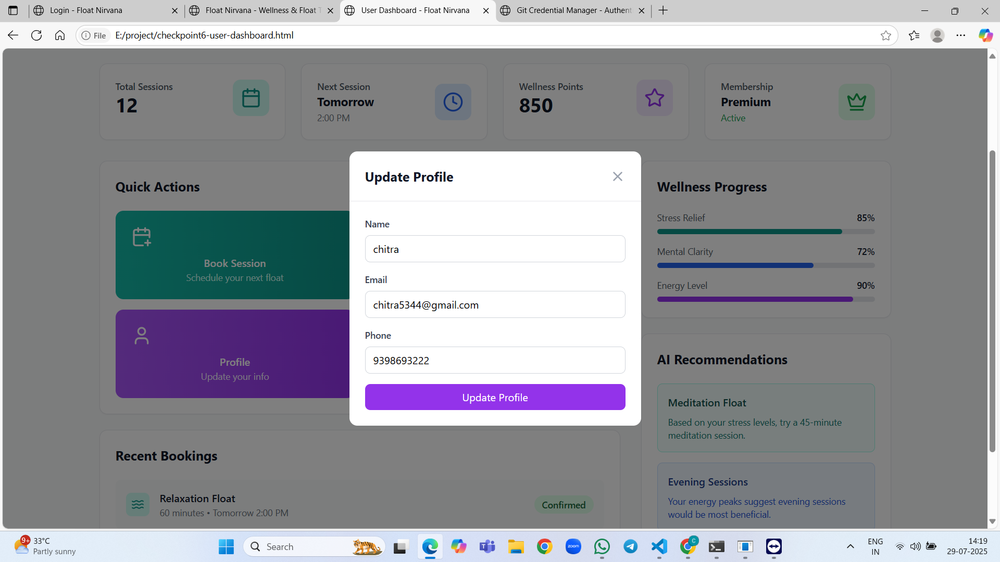 Login - Float Nirvana
Float Nirvana - Wellness & Float T
User Dashboard - Float Nirvana
Git Credential Manager - Authent
File
E:/project/checkpoint6-user-dashboard.html
Total Sessions
12
Next Session
Tomorrow
2:00 PM
Wellness Points
850
Membership
Premium
Active
Quick Actions
Book Session
Schedule your next float
Profile
Update your info
Update Profile
Name
chitra
Email
chitra5344@gmail.com
Phone
9398693222
Update Profile
Wellness Progress
Stress Relief 85%
Mental Clarity 72%
Energy Level 90%
AI Recommendations
Meditation Float
Based on your stress levels, try a 45-minute
meditation session.
Evening Sessions
Your energy peaks suggest evening sessions
would be most beneficial.
Recent Bookings
Relaxation Float
60 minutes • Tomorrow 2:00 PM
Confirmed
9+
33°C
Partly sunny
Search
zoom
C
ENG
IN
14:19
29-07-2025